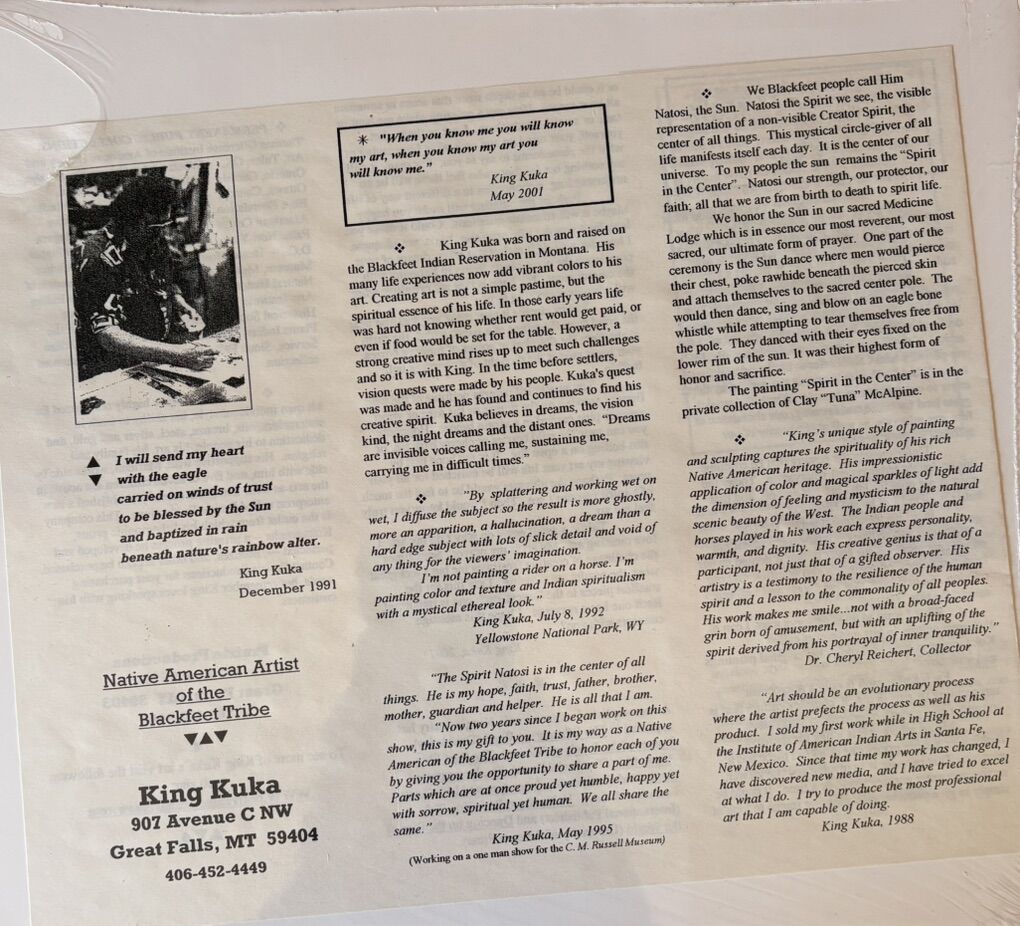 I will send my heart
with the eagle
carried on winds of trust
to be blessed by the Sun
and baptized in rain
beneath nature's rainbow alter.
King Kuka
December 1991
Native American Artist
of the
Blackfeet Tribe
King Kuka
907 Avenue C NW
Great Falls, MT 59404
406-452-4449
"When you know me you will know
my art, when you know my art you
will know me."
King Kuka
May 2001
King Kuka was born and raised on
the Blackfeet Indian Reservation in Montana. His
many life experiences now add vibrant colors to his
art. Creating art is not a simple pastime, but the
spiritual essence of his life. In those early years life
was hard not knowing whether rent would get paid, or
even if food would be set for the table. However, a
strong creative mind rises up to meet such challenges
and so it is with King. In the time before settlers,
vision quests were made by his people. Kuka's quest
was made and he has found and continues to find his
creative spirit. Kuka believes in dreams, the vision
kind, the night dreams and the distant ones. "Dreams
are invisible voices calling me, sustaining me,
carrying me in difficult times."
"By splattering and working wet on
wet, I diffuse the subject so the result is more ghostly,
more an apparition, a hallucination, a dream than a
hard edge subject with lots of slick detail and void of
any thing for the viewers' imagination.
I'm not painting a rider on a horse. I'm
painting color and texture and Indian spiritualism
with a mystical ethereal look."
King Kuka, July 8, 1992
Yellowstone National Park, WY
"The Spirit Natosi is in the center of all
things. He is my hope, faith, trust, father, brother,
mother, guardian and helper. He is all that I am.
"Now two years since I began work on this
show, this is my gift to you. It is my way as a Native
American of the Blackfeet Tribe to honor each of you
by giving you the opportunity to share a part of me.
Parts which are at once proud yet humble, happy yet
with sorrow, spiritual yet human. We all share the
same."
King Kuka, May 1995
(Working on a one man show for the C. M. Russell Museum)
We Blackfeet people call Him
Natosi, the Sun. Natosi the Spirit we see, the visible
representation of a non-visible Creator Spirit, the
center of all things. This mystical circle-giver of all
life manifests itself each day. It is the center of our
universe. To my people the sun remains the "Spirit
in the Center". Natosi our strength, our protector, our
faith; all that we are from birth to death to spirit life.
We honor the Sun in our sacred Medicine
Lodge which is in essence our most reverent, our most
sacred, our ultimate form of prayer. One part of the
ceremony is the Sun dance where men would pierce
their chest, poke rawhide beneath the pierced skin
and attach themselves to the sacred center pole. The
would then dance, sing and blow on an eagle bone
whistle while attempting to tear themselves free from
the pole. They danced with their eyes fixed on the
lower rim of the sun. It was their highest form of
honor and sacrifice.
The painting "Spirit in the Center" is in the
private collection of Clay "Tuna" McAlpine.
"King's unique style of painting
and sculpting captures the spirituality of his rich
Native American heritage. His impressionistic
application of color and magical sparkles of light add
the dimension of feeling and mysticism to the natural
scenic beauty of the West. The Indian people and
horses played in his work each express personality,
warmth, and dignity. His creative genius is that of a
participant, not just that of a gifted observer. His
artistry is a testimony to the resilience of the human
spirit and a lesson to the commonality of all peoples.
His work makes me smile...not with a broad-faced
grin born of amusement, but with an uplifting of the
spirit derived from his portrayal of inner tranquility."
Dr. Cheryl Reichert, Collector
"Art should be an evolutionary process
where the artist prefects the process as well as his
product. I sold my first work while in High School at
the Institute of American Indian Arts in Santa Fe,
New Mexico. Since that time my work has changed, I
have discovered new media, and I have tried to excel
at what I do. I try to produce the most professional
art that I am capable of doing.
King Kuka, 1988